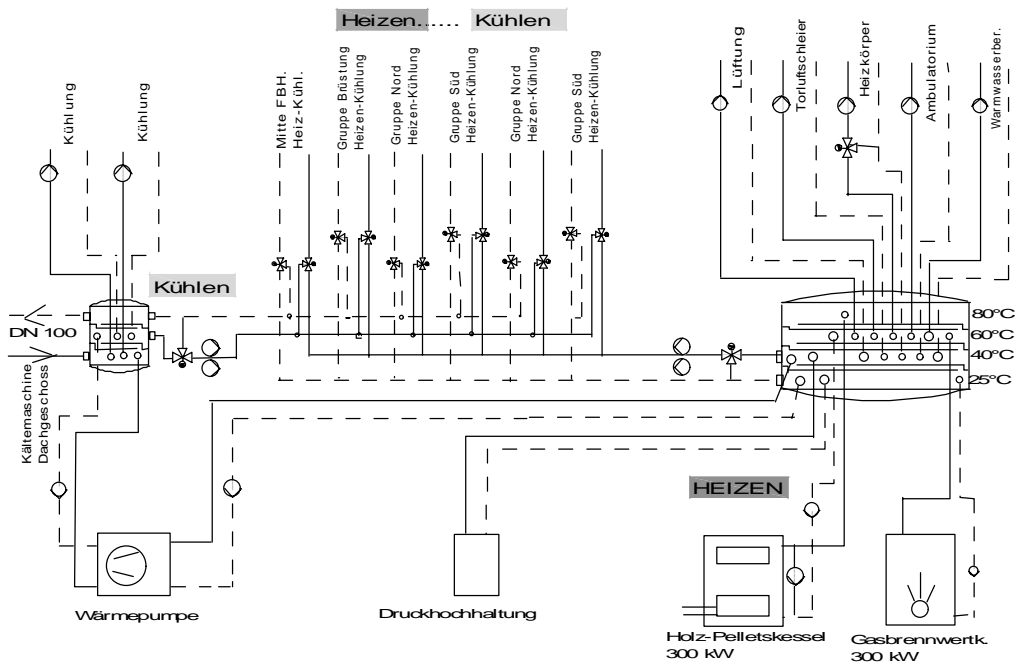 Heizen...... Kühlen
Kühlung
Kühlung
Mitte FBH.
Heiz-Kühl.
Gruppe Brüstung
Heizen-Kühlung
Gruppe Nord
Heizen-Kühlung
Gruppe Süd
Heizen-Kühlung
Gruppe Nord
Heizen-Kühlung
Gruppe Süd
Heizen-Kühlung
Lüftung
Torluftschleier
Heizkörper
Ambulatorium
Warmwasserber.
Kühlen
DN 100
80°C
60°C
40°C
25°C
Kältemaschine
Dachgeschoss
HEIZEN
Wärmepumpe
Druckhochhaltung
Holz-Pelletskessel
300 kW
Gasbrennwertk.
300 kW